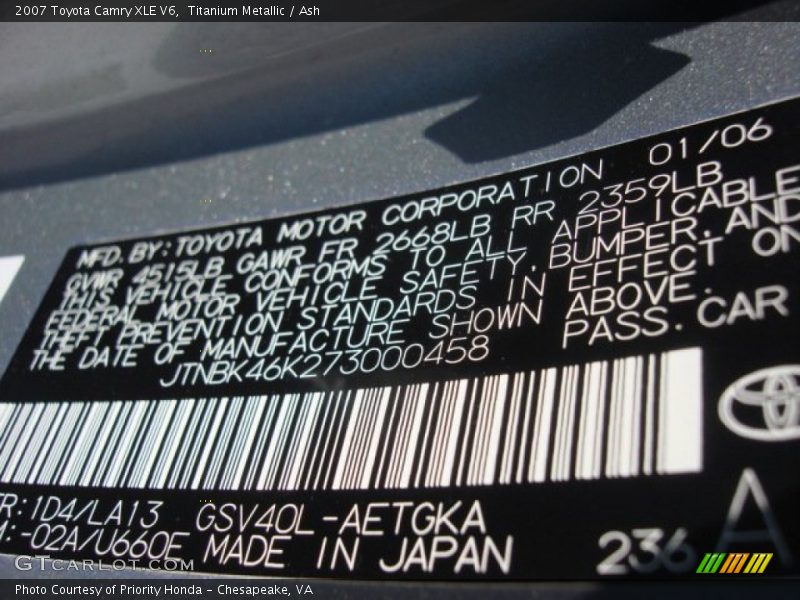 2007 Toyota Camry XLE V6,  Titanium Metallic / Ash
MFD. BY: TOYOTA MOTOR CORPORATION 01/06
GVWR 4515LB GAWR FR 2668LB RR 2359LB
THIS VEHICLE CONFORMS TO ALL APPLICABLE
FEDERAL MOTOR VEHICLE SAFETY, BUMPER, AND
THEFT PREVENTION STANDARDS IN EFFECT ON
THE DATE OF MANUFACTURE SHOWN ABOVE.
JTNBK46K273000458 PASS. CAR
TR: 1D4/LA13 GSV40L-AETGKA
M: -02A/U660E MADE IN JAPAN 236 A
GTcarlot.com
Photo Courtesy of Priority Honda - Chesapeake, VA